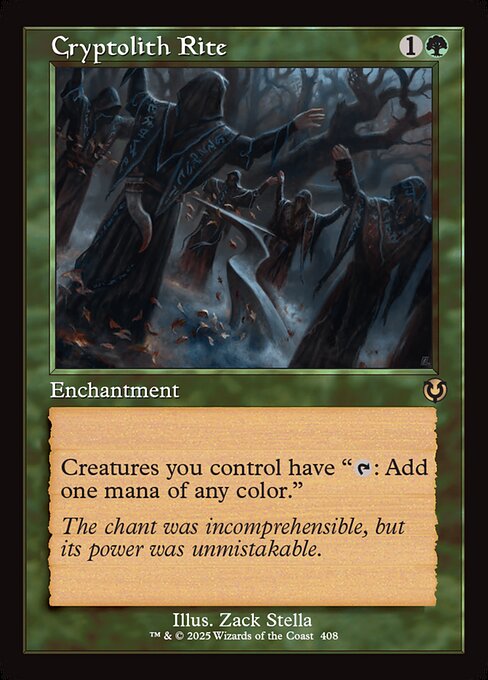 Cryptolith Rite 1
Enchantment
Creatures you control have “: Add
one mana of any color.”
The chant was incomprehensible, but
its power was unmistakable.
Illus. Zack Stella
™ & © 2025 Wizards of the Coast 408